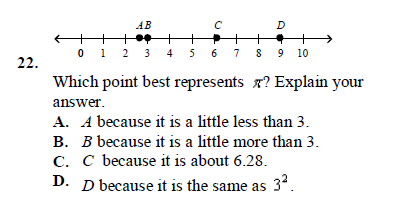 A B C D
0 1 2 3 4 5 6 7 8 9 10
22.
Which point best represents π? Explain your
answer.
A. A because it is a little less than 3.
B. B because it is a little more than 3.
C. C because it is about 6.28.
D. D because it is the same as 3².